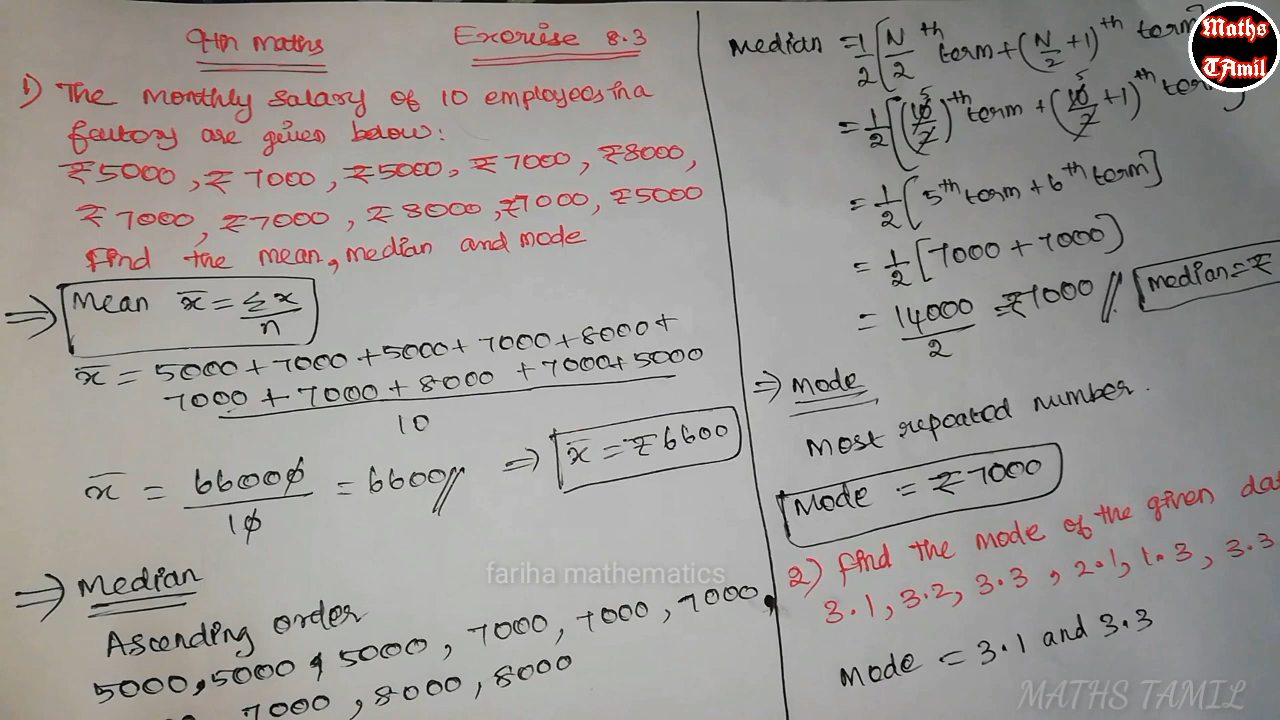 9th maths
Exercise 8.3
1) The monthly salary of 10 employees in a
factory are given below:
₹5000, ₹7000, ₹5000, ₹7000, ₹8000,
₹7000, ₹7000, ₹8000, ₹7000, ₹5000
Find the mean, median and mode
⇒ Mean x̄ = Σx/n
x̄ = 5000+7000+5000+7000+8000+
7000+7000+8000+7000+5000
10
x̄ = 66000/10 = 6600// ⇒ x̄ = ₹6600
⇒ Median
Ascending order
5000, 5000, 5000, 7000, 7000, 7000,
7000, 8000, 8000
Median = 1/2 [N/2 th term + (N/2 +1)th term]
= 1/2 [(10/2)th term + (10/2 +1)th term]
= 1/2 [5th term + 6th term]
= 1/2 [7000 + 7000]
= 14000/2 = ₹7000 // median = ₹
⇒ Mode
Most repeated number.
Mode = ₹7000
2) Find the mode of the given da
3.1, 3.2, 3.3, 2.1, 1.3, 3.3
mode = 3.1 and 3.3
fariha mathematics
MATHS TAMIL
Maths
TAmil